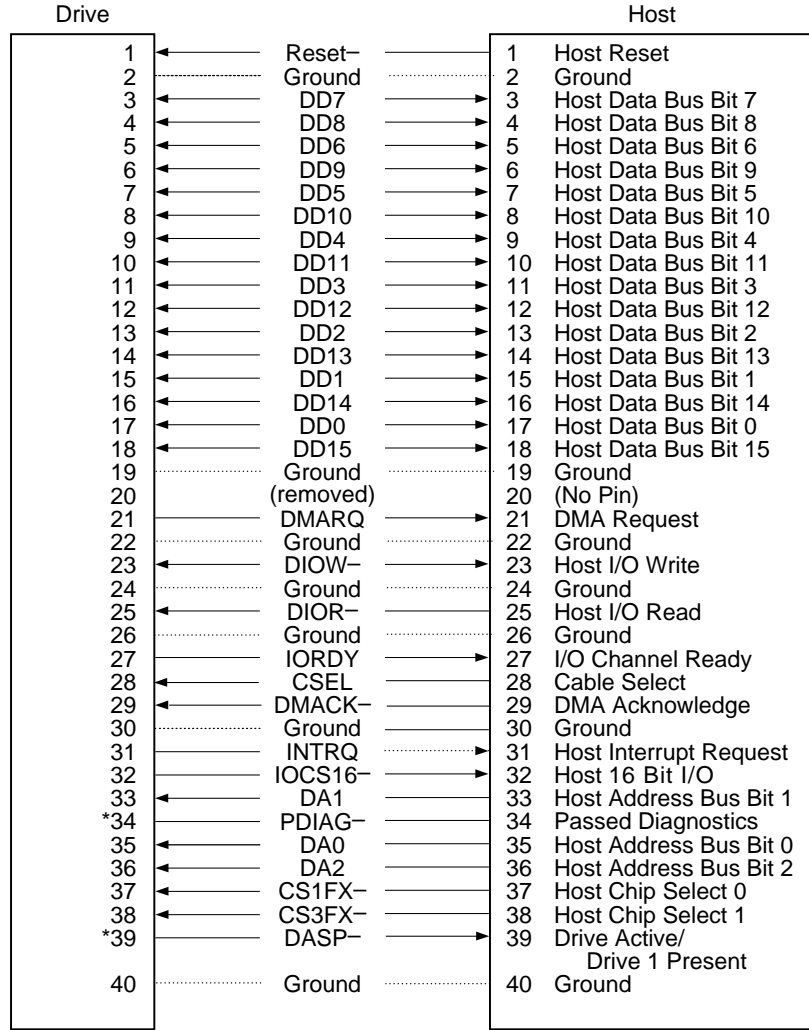 Drive Host
1 Reset– 1 Host Reset
2 Ground 2 Ground
3 DD7 3 Host Data Bus Bit 7
4 DD8 4 Host Data Bus Bit 8
5 DD6 5 Host Data Bus Bit 6
6 DD9 6 Host Data Bus Bit 9
7 DD5 7 Host Data Bus Bit 5
8 DD10 8 Host Data Bus Bit 10
9 DD4 9 Host Data Bus Bit 4
10 DD11 10 Host Data Bus Bit 11
11 DD3 11 Host Data Bus Bit 3
12 DD12 12 Host Data Bus Bit 12
13 DD2 13 Host Data Bus Bit 2
14 DD13 14 Host Data Bus Bit 13
15 DD1 15 Host Data Bus Bit 1
16 DD14 16 Host Data Bus Bit 14
17 DD0 17 Host Data Bus Bit 0
18 DD15 18 Host Data Bus Bit 15
19 Ground 19 Ground
20 (removed) 20 (No Pin)
21 DMARQ 21 DMA Request
22 Ground 22 Ground
23 DIOW– 23 Host I/O Write
24 Ground 24 Ground
25 DIOR– 25 Host I/O Read
26 Ground 26 Ground
27 IORDY 27 I/O Channel Ready
28 CSEL 28 Cable Select
29 DMACK– 29 DMA Acknowledge
30 Ground 30 Ground
31 INTRQ 31 Host Interrupt Request
32 IOCS16– 32 Host 16 Bit I/O
33 DA1 33 Host Address Bus Bit 1
*34 PDIAG– 34 Passed Diagnostics
35 DA0 35 Host Address Bus Bit 0
36 DA2 36 Host Address Bus Bit 2
37 CS1FX– 37 Host Chip Select 0
38 CS3FX– 38 Host Chip Select 1
*39 DASP– 39 Drive Active/
Drive 1 Present
40 Ground 40 Ground